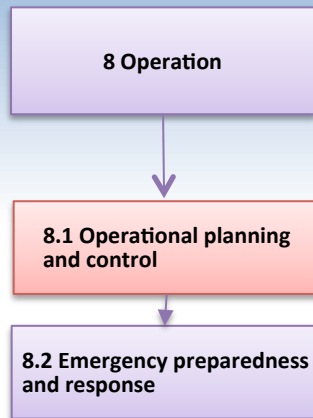 8 Operation
8.1 Operational planning
and control
8.2 Emergency preparedness
and response